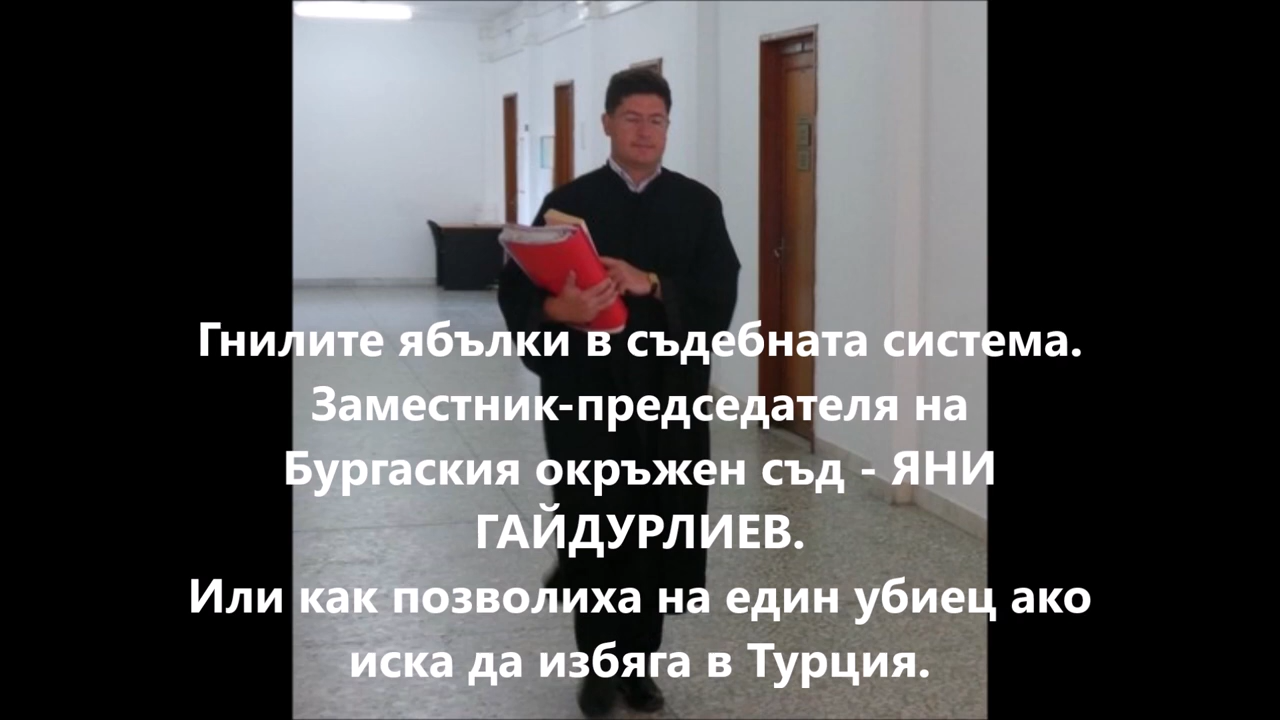 Гнилите ябълки в съдебната система.
Заместник-председателя на
Бургаския окръжен съд - ЯНИ
ГАЙДУРЛИЕВ.
Или как позволиха на един убиец ако
иска да избяга в Турция.